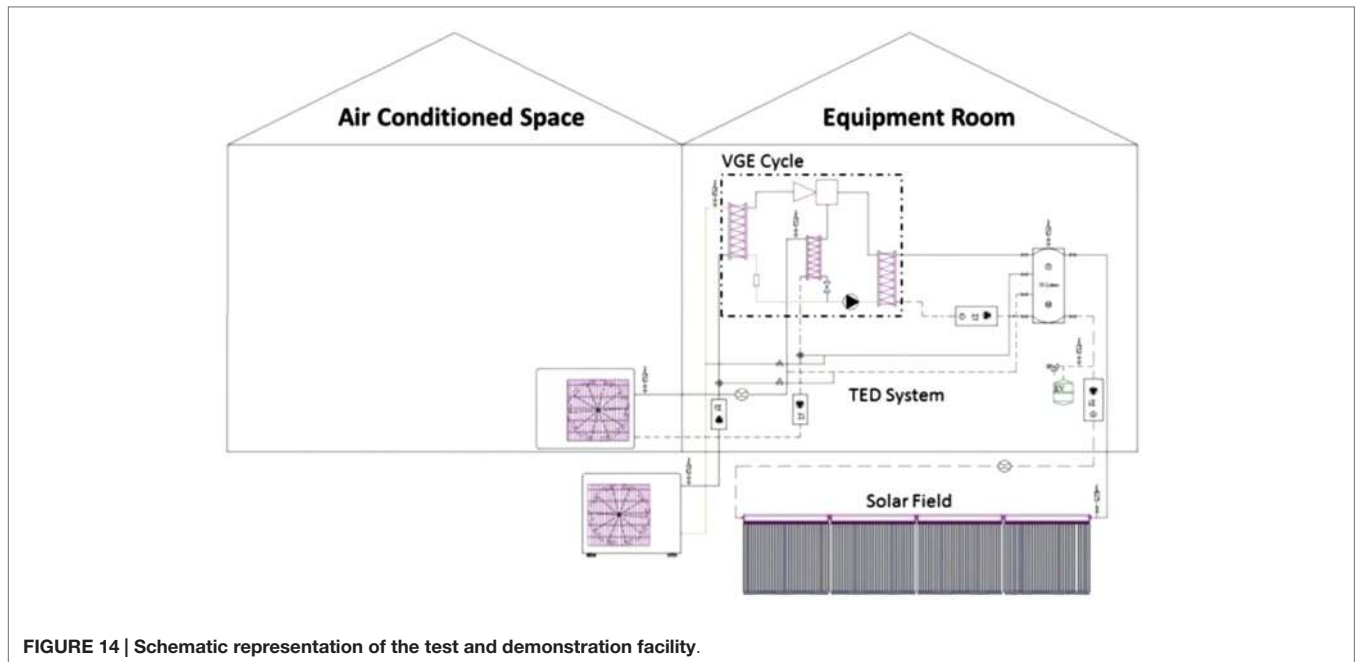 Air Conditioned Space
Equipment Room
VGE Cycle
TED System
Solar Field
FIGURE 14 | Schematic representation of the test and demonstration facility.